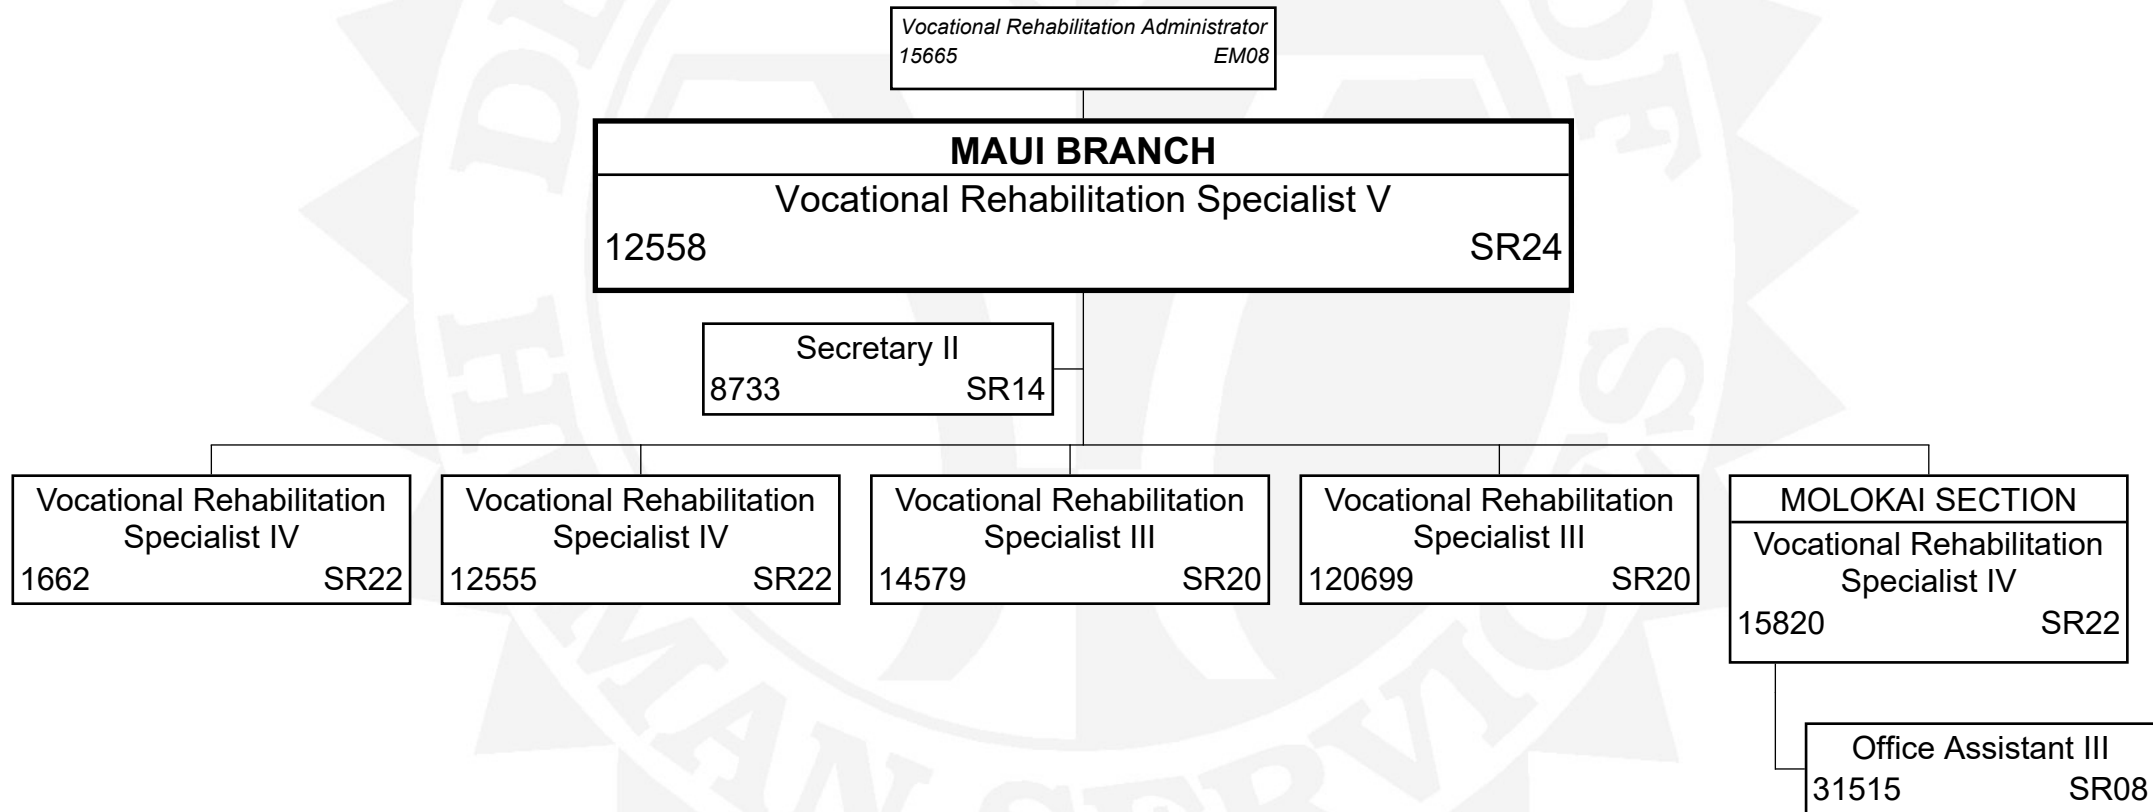 Vocational Rehabilitation Administrator
15665 EM08
MAUI BRANCH
Vocational Rehabilitation Specialist V
12558 SR24
Secretary II
8733 SR14
Vocational Rehabilitation
Specialist IV
1662 SR22
Vocational Rehabilitation
Specialist IV
12555 SR22
Vocational Rehabilitation
Specialist III
14579 SR20
Vocational Rehabilitation
Specialist III
120699 SR20
MOLOKAI SECTION
Vocational Rehabilitation
Specialist IV
15820 SR22
Office Assistant III
31515 SR08